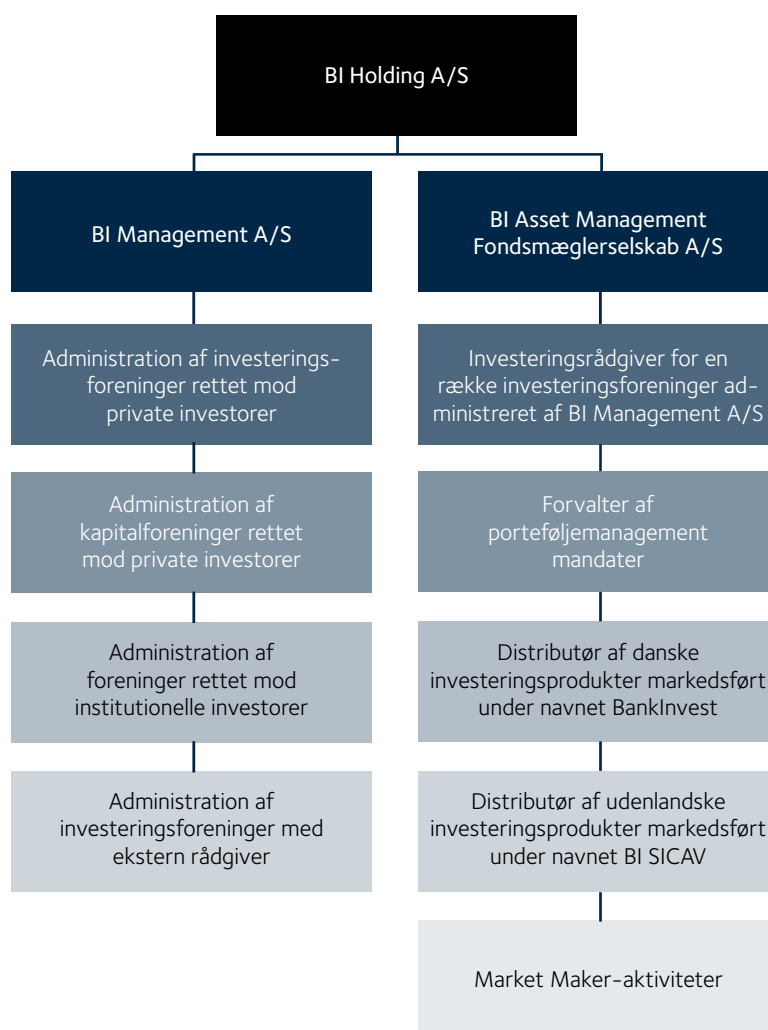 BI Holding A/S
BI Management A/S
Administration af investerings-
foreninger rettet mod
private investorer
Administration af
kapitalforeninger rettet
mod private investorer
Administration af
foreninger rettet mod
institutionelle investorer
Administration af
investeringsforeninger med
ekstern rådgiver
BI Asset Management
Fondsmæglerselskab A/S
Investeringsrådgiver for en
række investeringsforeninger ad-
ministreret af BI Management A/S
Forvalter af
porteføljemanagement
mandater
Distributør af danske
investeringsprodukter markedsført
under navnet BankInvest
Distributør af udenlandske
investeringsprodukter markedsført
under navnet BI SICAV
Market Maker-aktiviteter